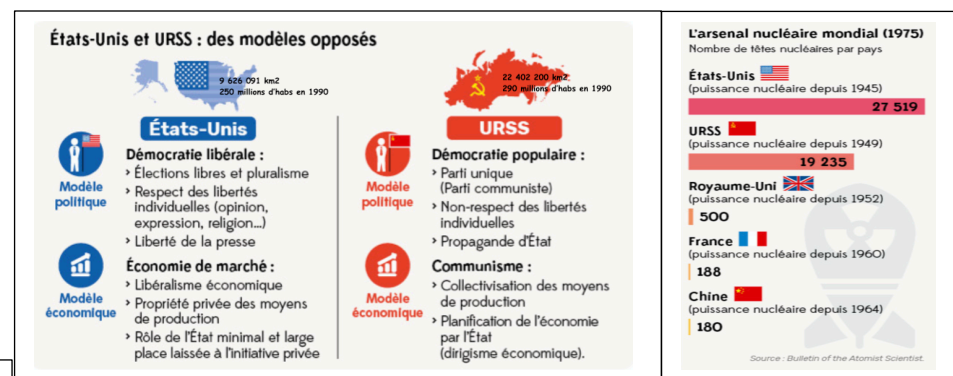 États-Unis et URSS : des modèles opposés
9 626 091 km2
250 millions d'habs en 1990
22 402 200 km2
290 millions d'habs en 1990
États-Unis
Modèle
politique
Démocratie libérale :
› Élections libres et pluralisme
› Respect des libertés
individuelles (opinion,
expression, religion...)
› Liberté de la presse
Modèle
économique
Économie de marché :
› Libéralisme économique
› Propriété privée des moyens
de production
› Rôle de l'État minimal et large
place laissée à l'initiative privée
URSS
Modèle
politique
Démocratie populaire :
› Parti unique
(Parti communiste)
› Non-respect des libertés
individuelles
› Propagande d'État
Modèle
économique
Communisme :
› Collectivisation des moyens
de production
› Planification de l'économie
par l'État
(dirigisme économique).
L'arsenal nucléaire mondial (1975)
Nombre de têtes nucléaires par pays
États-Unis
(puissance nucléaire depuis 1945)
27 519
URSS
(puissance nucléaire depuis 1949)
19 235
Royaume-Uni
(puissance nucléaire depuis 1952)
500
France
(puissance nucléaire depuis 1960)
188
Chine
(puissance nucléaire depuis 1964)
180
Source : Bulletin of the Atomist Scientist.